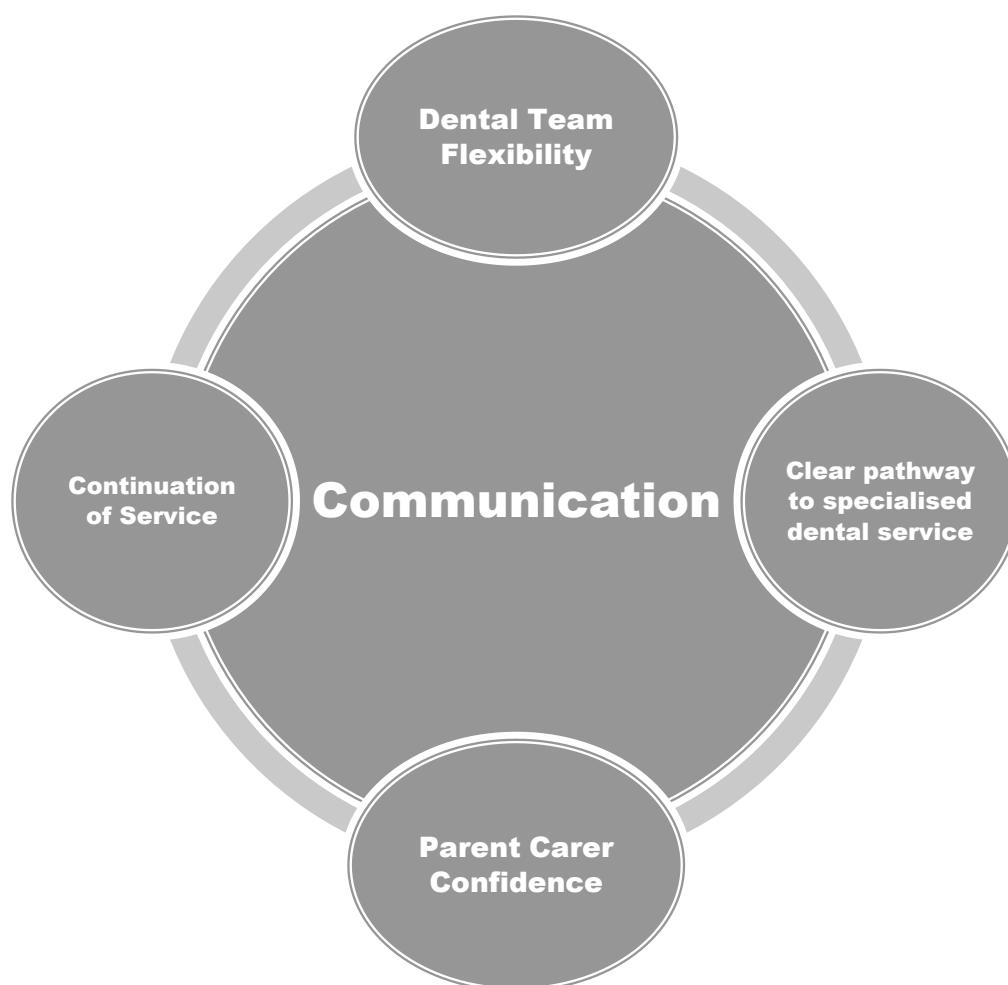 Dental Team
Flexibility
Continuation
of Service
Communication
Clear pathway
to specialised
dental service
Parent Carer
Confidence